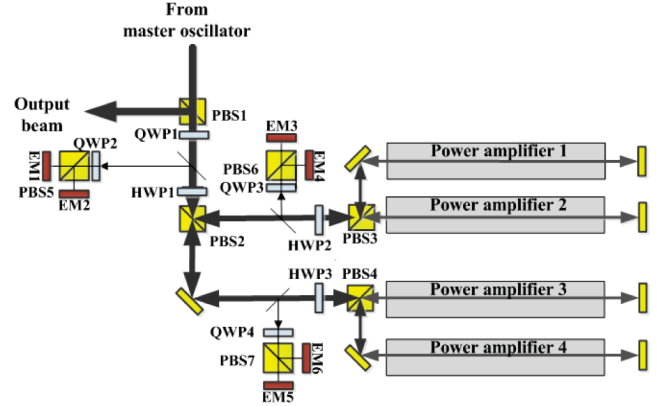 From
master oscillator
Output
beam
PBS1
QWP1
QWP2
EM1
PBS5
EM2
HWP1
PBS2
EM3
PBS6
EM4
QWP3
HWP2
PBS3
Power amplifier 1
Power amplifier 2
HWP3
PBS4
Power amplifier 3
Power amplifier 4
QWP4
PBS7
EM6
EM5